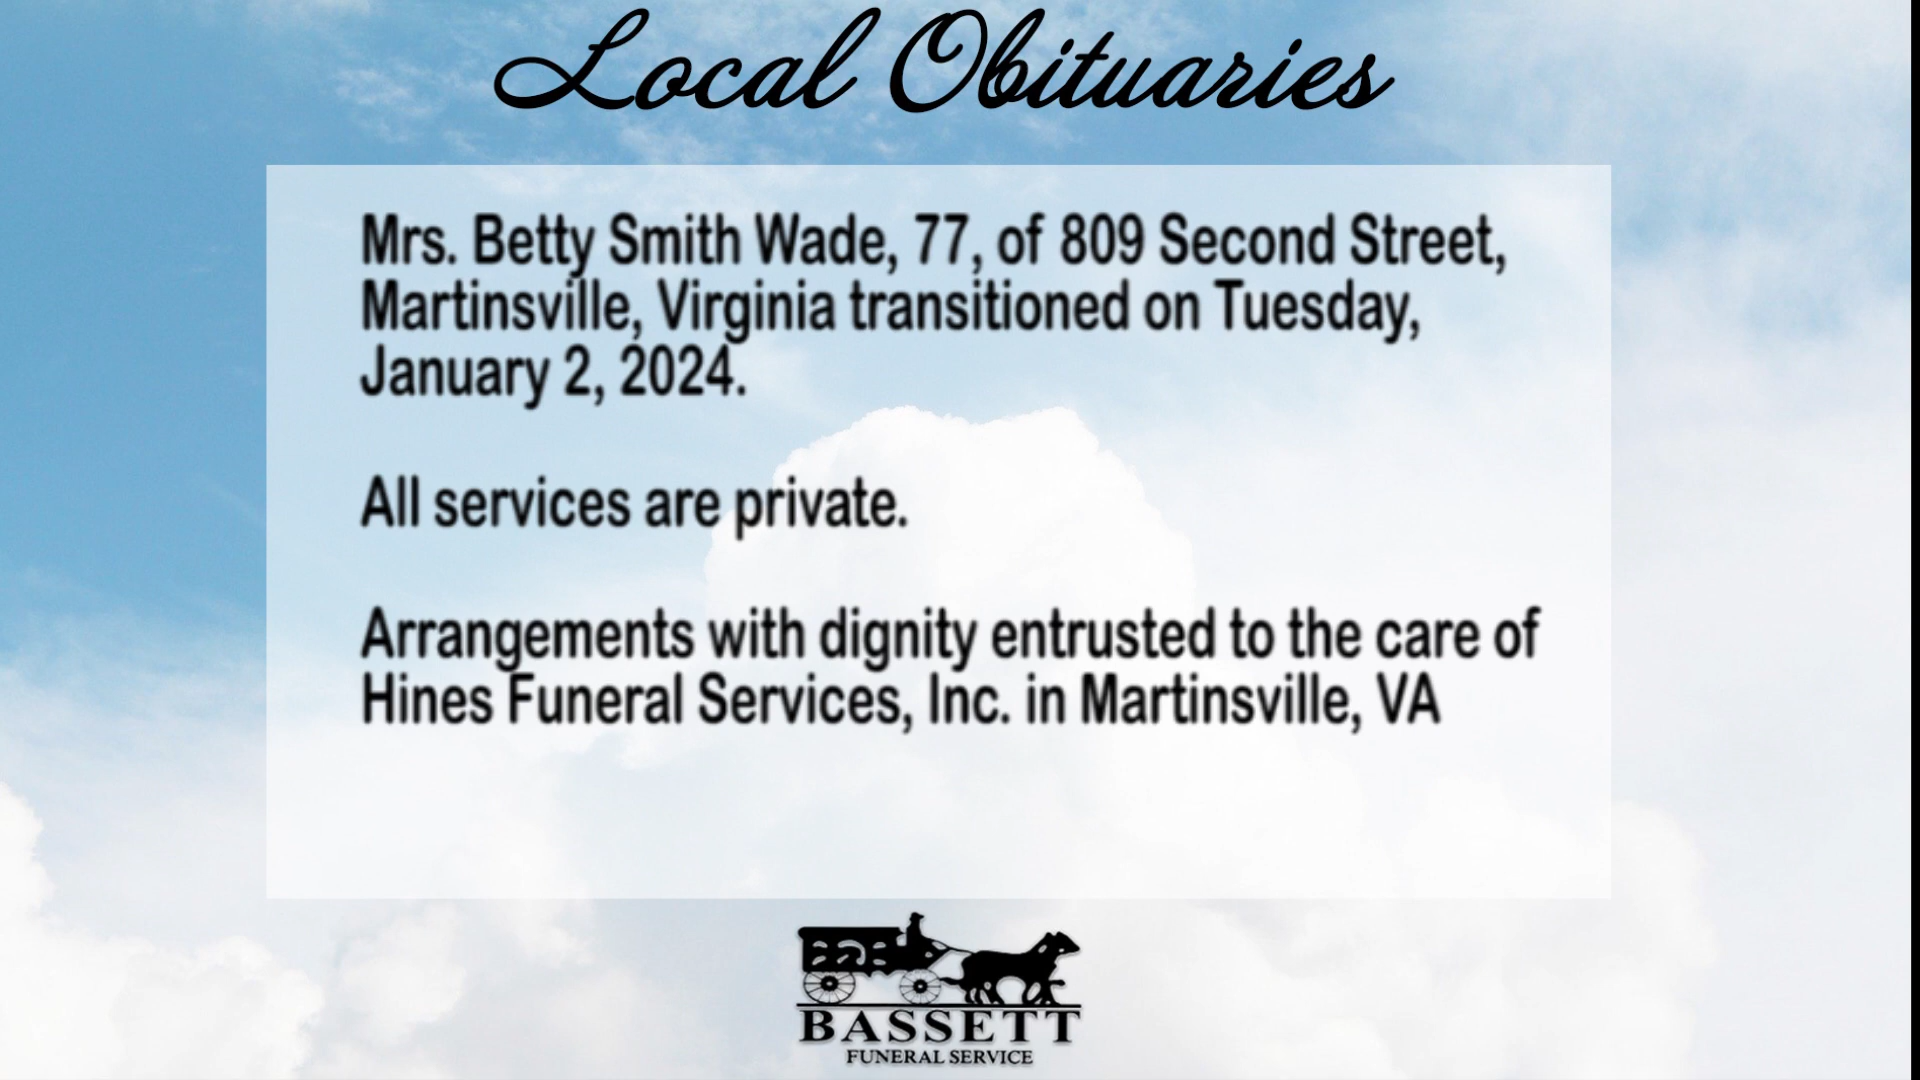 Local Obituaries
Mrs. Betty Smith Wade, 77, of 809 Second Street,
Martinsville, Virginia transitioned on Tuesday,
January 2, 2024.
All services are private.
Arrangements with dignity entrusted to the care of
Hines Funeral Services, Inc. in Martinsville, VA
BASSETT
FUNERAL SERVICE